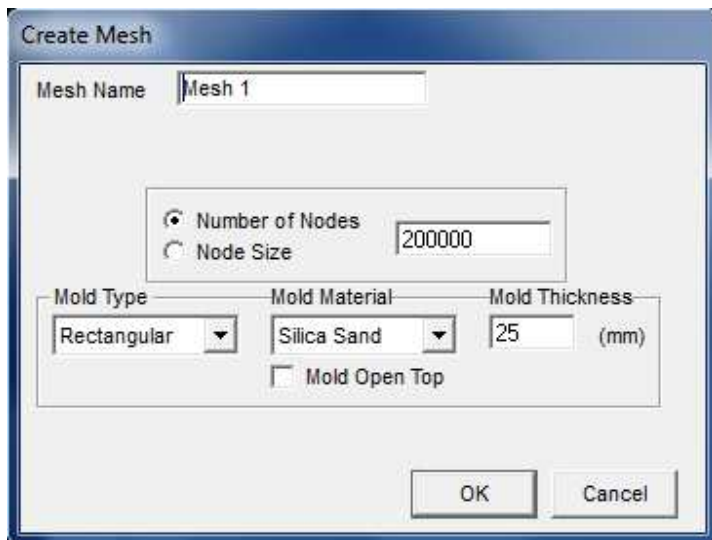 Create Mesh
Mesh Name Mesh 1
Number of Nodes
200000
Node Size
Mold Type Mold Material Mold Thickness
Rectangular Silica Sand 25 (mm)
Mold Open Top
OK Cancel